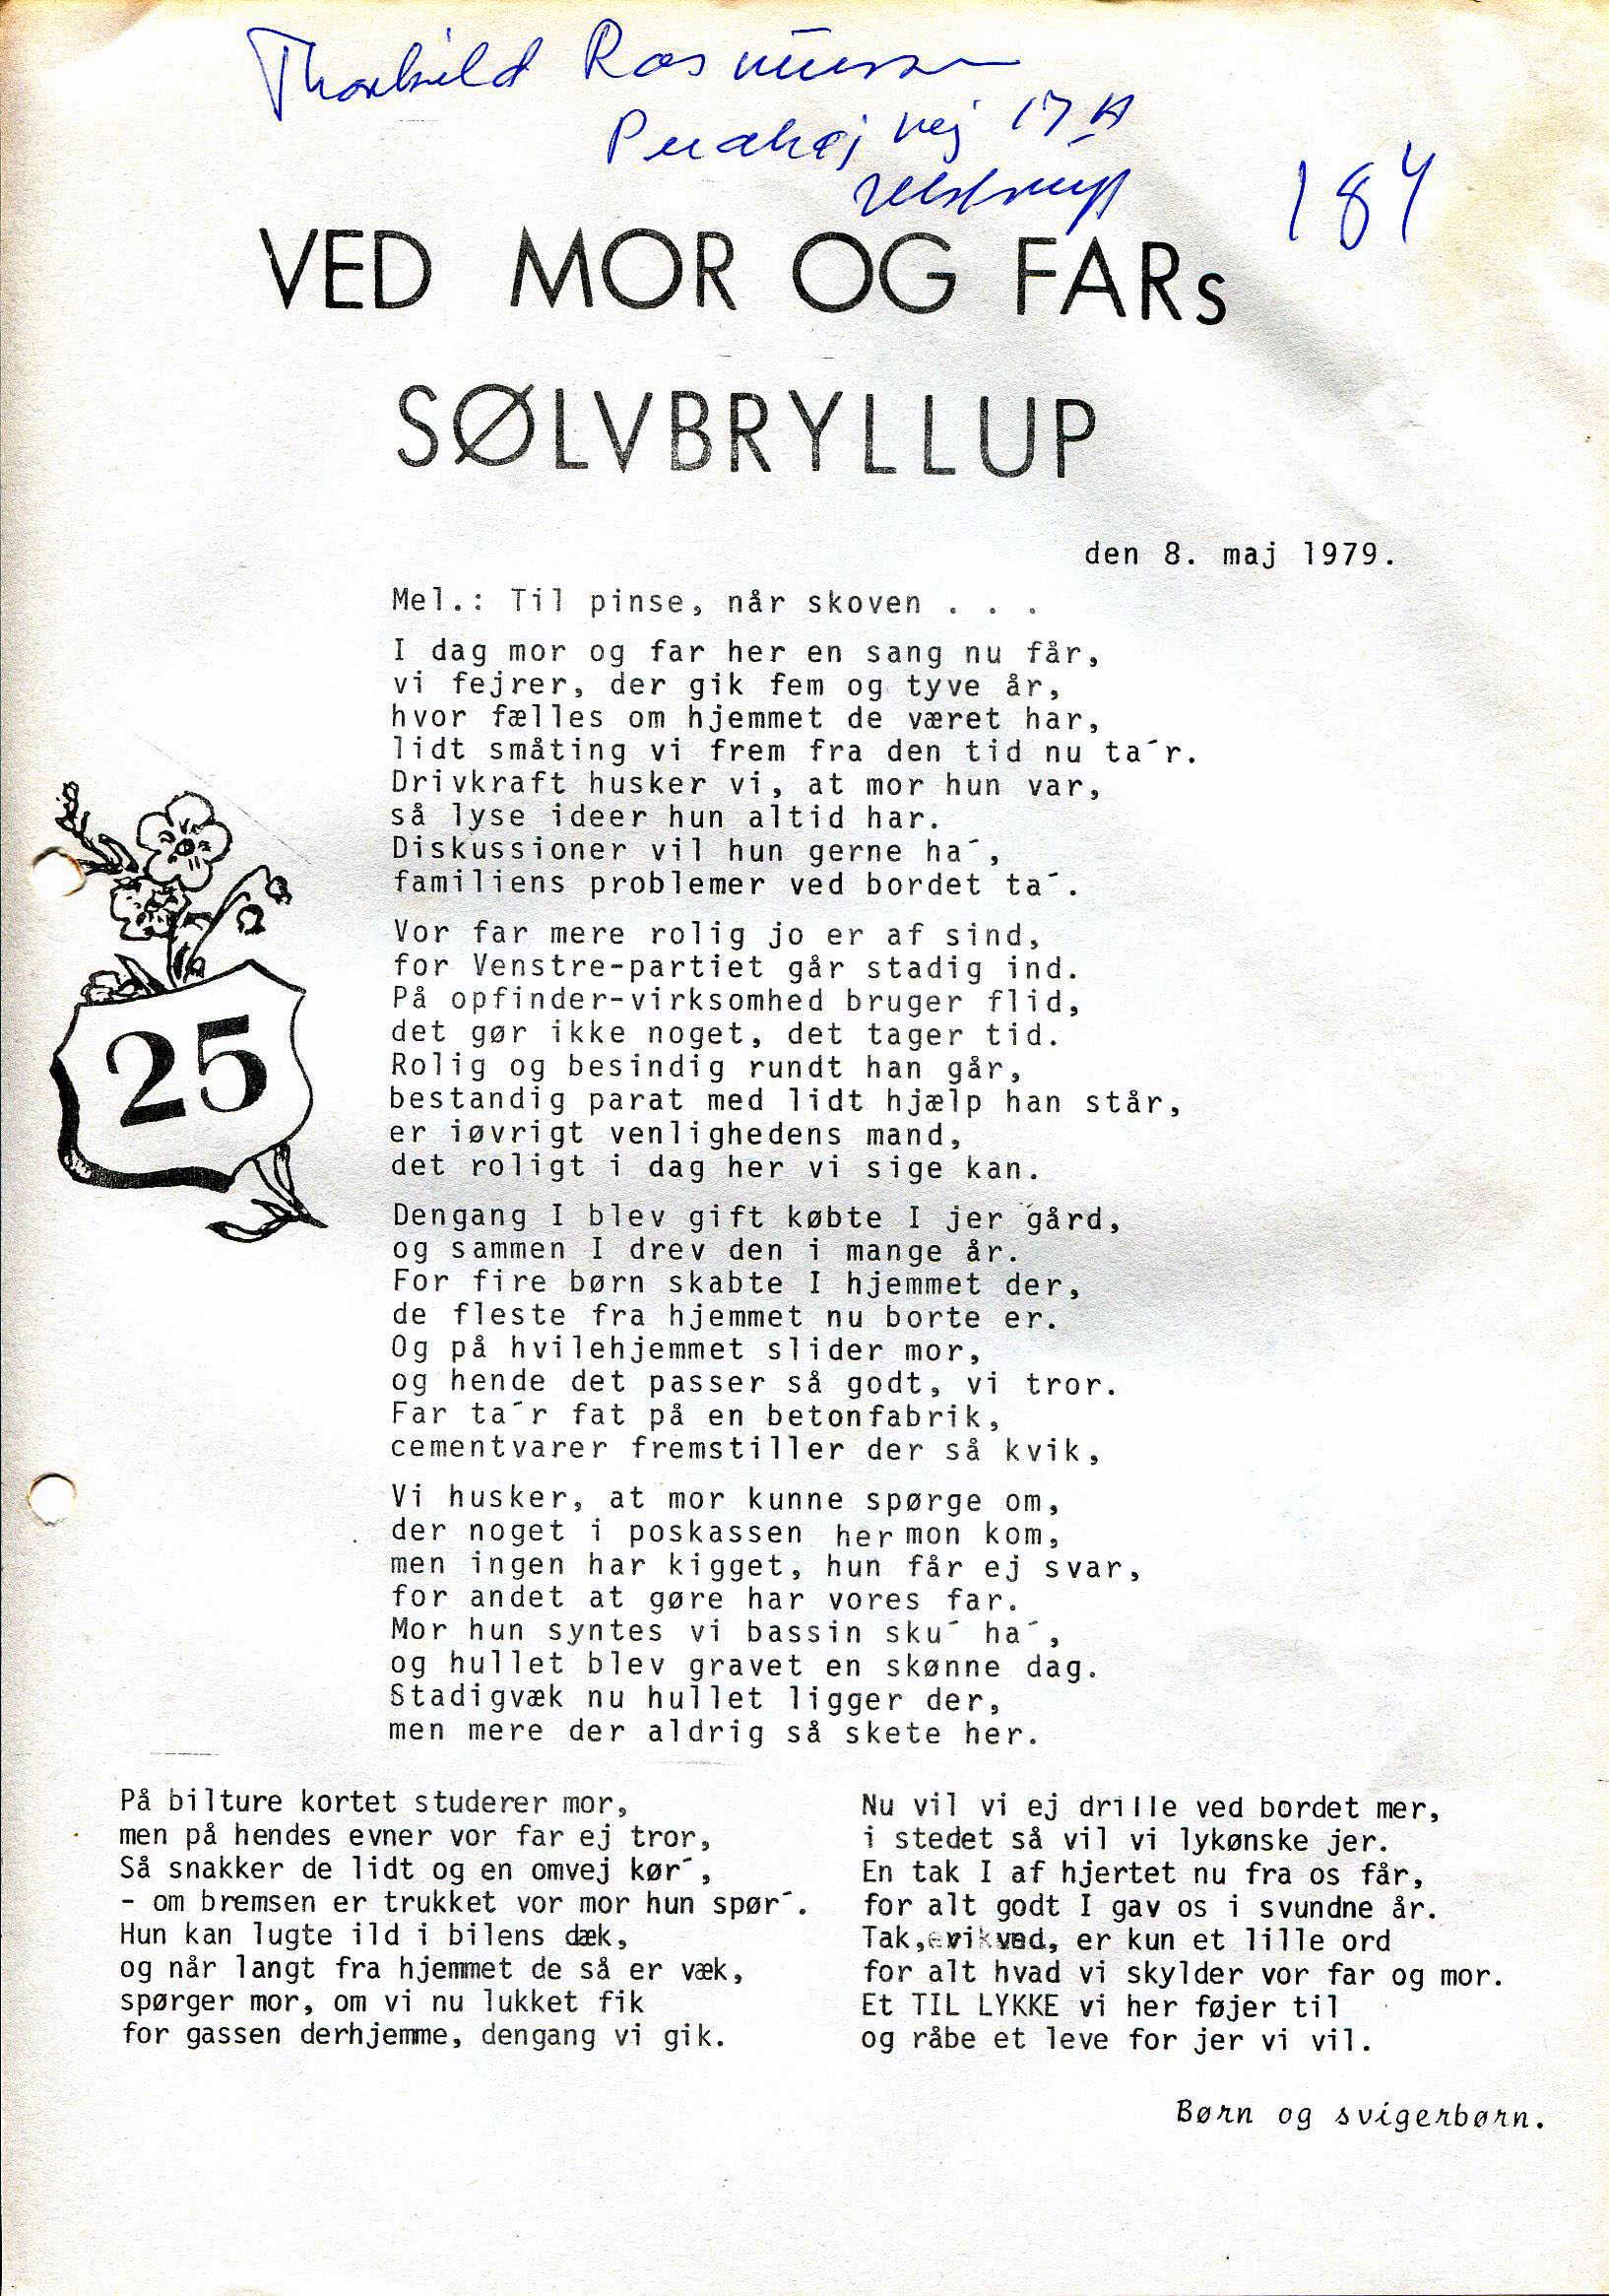 Rasmussen
vej 17 A
184
VED MOR OG FARs
SØLVBRYLLUP
den 8. maj 1979.
Mel.: Til pinse, når skoven . . .
I dag mor og far her en sang nu får,
vi fejrer, der gik fem og tyve år,
hvor fælles om hjemmet de været har,
lidt småting vi frem fra den tid nu ta´r.
Drivkraft husker vi, at mor hun var,
så lyse ideer hun altid har.
Diskussioner vil hun gerne ha´,
familiens problemer ved bordet ta´.
Vor far mere rolig jo er af sind,
for Venstre-partiet går stadig ind.
På opfinder-virksomhed bruger flid,
det gør ikke noget, det tager tid.
Rolig og besindig rundt han går,
bestandig parat med lidt hjælp han står,
er iøvrigt venlighedens mand,
det roligt i dag her vi sige kan.
25
Dengang I blev gift købte I jer gård,
og sammen I drev den i mange år.
For fire børn skabte I hjemmet der,
de fleste fra hjemmet nu borte er.
Og på hvilehjemmet slider mor,
og hende det passer så godt, vi tror.
Far ta´r fat på en betonfabrik,
cementvarer fremstiller der så kvik,
Vi husker, at mor kunne spørge om,
der noget i poskassen her mon kom,
men ingen har kigget, hun får ej svar,
for andet at gøre har vores far.
Mor hun syntes vi bassin sku´ ha´,
og hullet blev gravet en skønne dag.
Stadigvæk nu hullet ligger der,
men mere der aldrig så skete her.
På bilture kortet studerer mor,
men på hendes evner vor far ej tror,
Så snakker de lidt og en omvej kør´,
- om bremsen er trukket vor mor hun spør´.
Hun kan lugte ild i bilens dæk,
og når langt fra hjemmet de så er væk,
spørger mor, om vi nu lukket fik
for gassen derhjemme, dengang vi gik.
Nu vil vi ej drille ved bordet mer,
i stedet så vil vi lykønske jer.
En tak I af hjertet nu fra os får,
for alt godt I gav os i svundne år.
Tak, vi ved, er kun et lille ord
for alt hvad vi skylder vor far og mor.
Et TIL LYKKE vi her føjer til
og råbe et leve for jer vi vil.
Børn og svigerbørn.